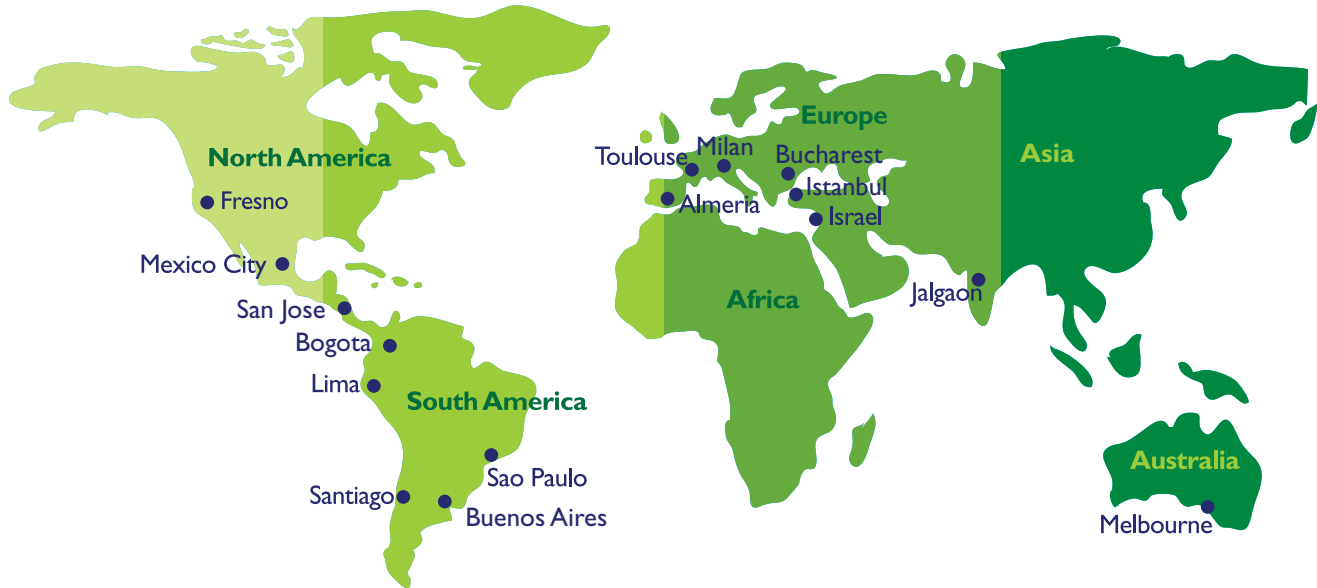 North America
Fresno
Mexico City
San Jose
Bogota
Lima
South America
Sao Paulo
Santiago
Buenos Aires
Europe
Toulouse
Milan
Bucharest
Almeria
Istanbul
Israel
Africa
Asia
Jalgaon
Australia
Melbourne